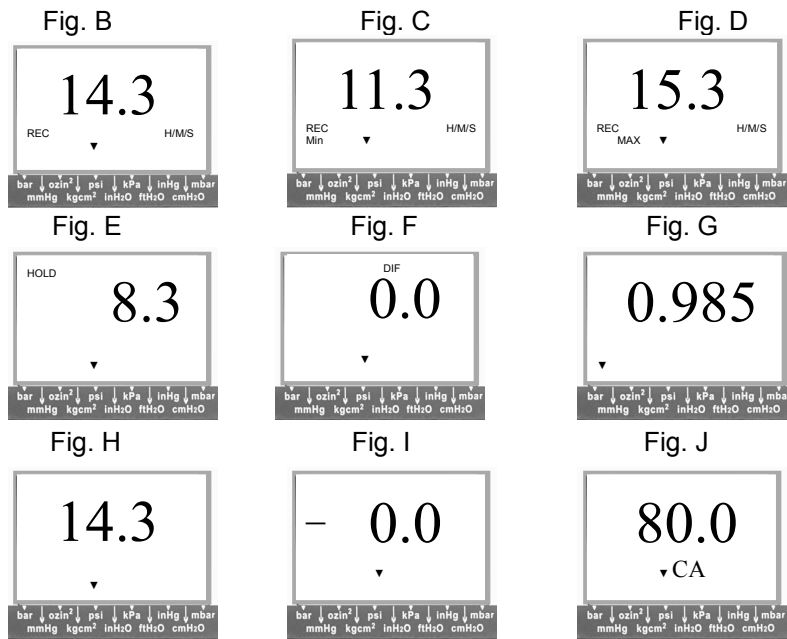 Fig. B Fig. C Fig. D
14.3 11.3 15.3
REC H/M/S REC H/M/S REC H/M/S
Min MAX
bar ozin² psi kPa inHg mbar bar ozin² psi kPa inHg mbar bar ozin² psi kPa inHg mbar
mmHg kgcm² inH2O ftH2O cmH2O mmHg kgcm² inH2O ftH2O cmH2O mmHg kgcm² inH2O ftH2O cmH2O
Fig. E Fig. F Fig. G
HOLD DIF
8.3 0.0 0.985
bar ozin² psi kPa inHg mbar bar ozin² psi kPa inHg mbar bar ozin² psi kPa inHg mbar
mmHg kgcm² inH2O ftH2O cmH2O mmHg kgcm² inH2O ftH2O cmH2O mmHg kgcm² inH2O ftH2O cmH2O
Fig. H Fig. I Fig. J
14.3 – 0.0 80.0
CA
bar ozin² psi kPa inHg mbar bar ozin² psi kPa inHg mbar bar ozin² psi kPa inHg mbar
mmHg kgcm² inH2O ftH2O cmH2O mmHg kgcm² inH2O ftH2O cmH2O mmHg kgcm² inH2O ftH2O cmH2O